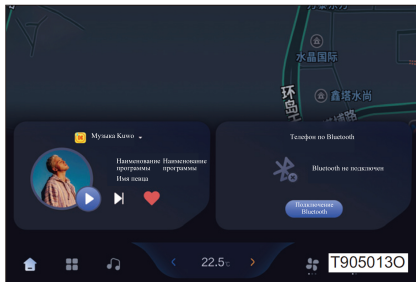 水晶国际
环
岛
鑫塔水尚
Музыка Kuwo
Наименование Наименование
программы программы
Имя певца
Телефон по Bluetooth
Bluetooth не подключен
Подключение
Bluetooth
22.5℃
T905013O